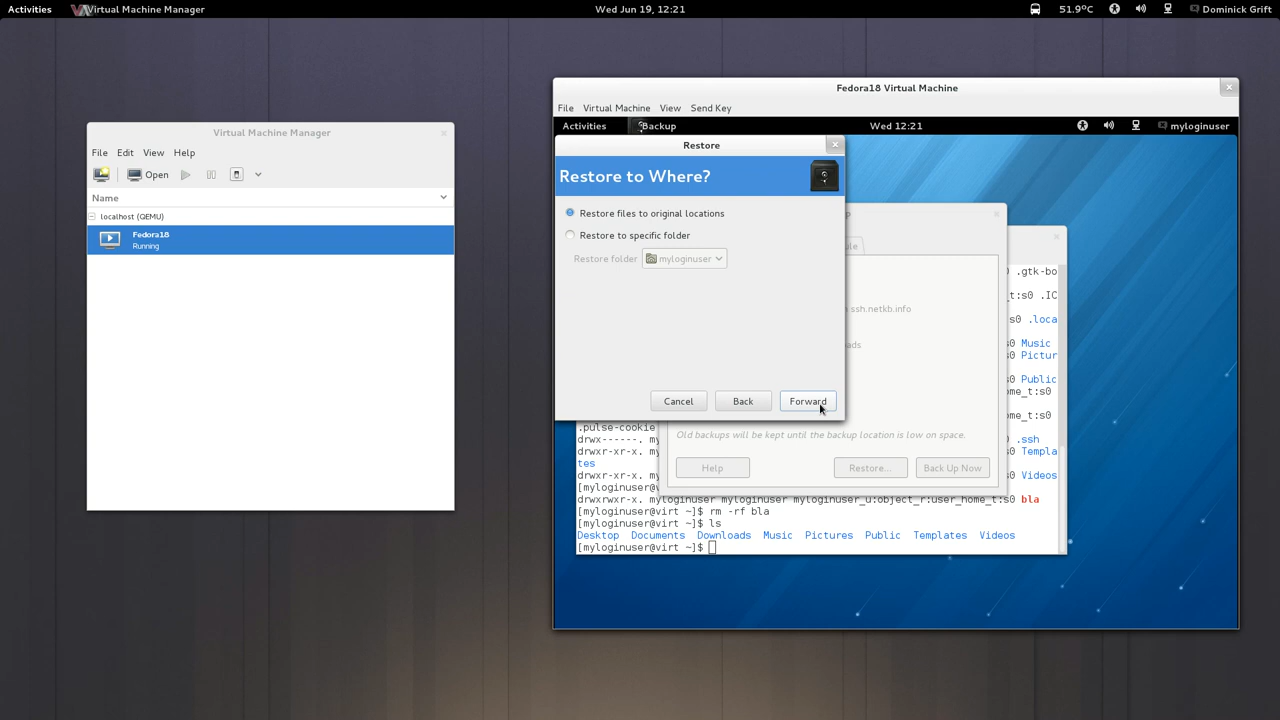 Activities
Virtual Machine Manager
Wed Jun 19, 12:21
51.9°C
Dominick Grift
Virtual Machine Manager
File Edit View Help
Open
Name
localhost (QEMU)
Fedora18
Running
Fedora18 Virtual Machine
File Virtual Machine View Send Key
Activities
Backup
Wed 12:21
myloginuser
Restore
Restore to Where?
Restore files to original locations
Restore to specific folder
Restore folder myloginuser
Cancel Back Forward
ssh.netkb.info
Old backups will be kept until the backup location is low on space.
Help Restore... Back Up Now
.gtk-bo
t:s0 .IC
s0 .loca
s0 Music
s0 Pictur
s0 Public
ome_t:s0
ome_t:s0
.pulse-cookie
drwx------. my
.ssh
drwxr-xr-x. my
s0 Templa
tes
drwxr-xr-x. my
s0 Videos
[myloginuser@v
drwxrwxr-x. myloginuser myloginuser myloginuser_u:object_r:user_home_t:s0 bla
[myloginuser@virt ~]$ rm -rf bla
[myloginuser@virt ~]$ ls
Desktop Documents Downloads Music Pictures Public Templates Videos
[myloginuser@virt ~]$